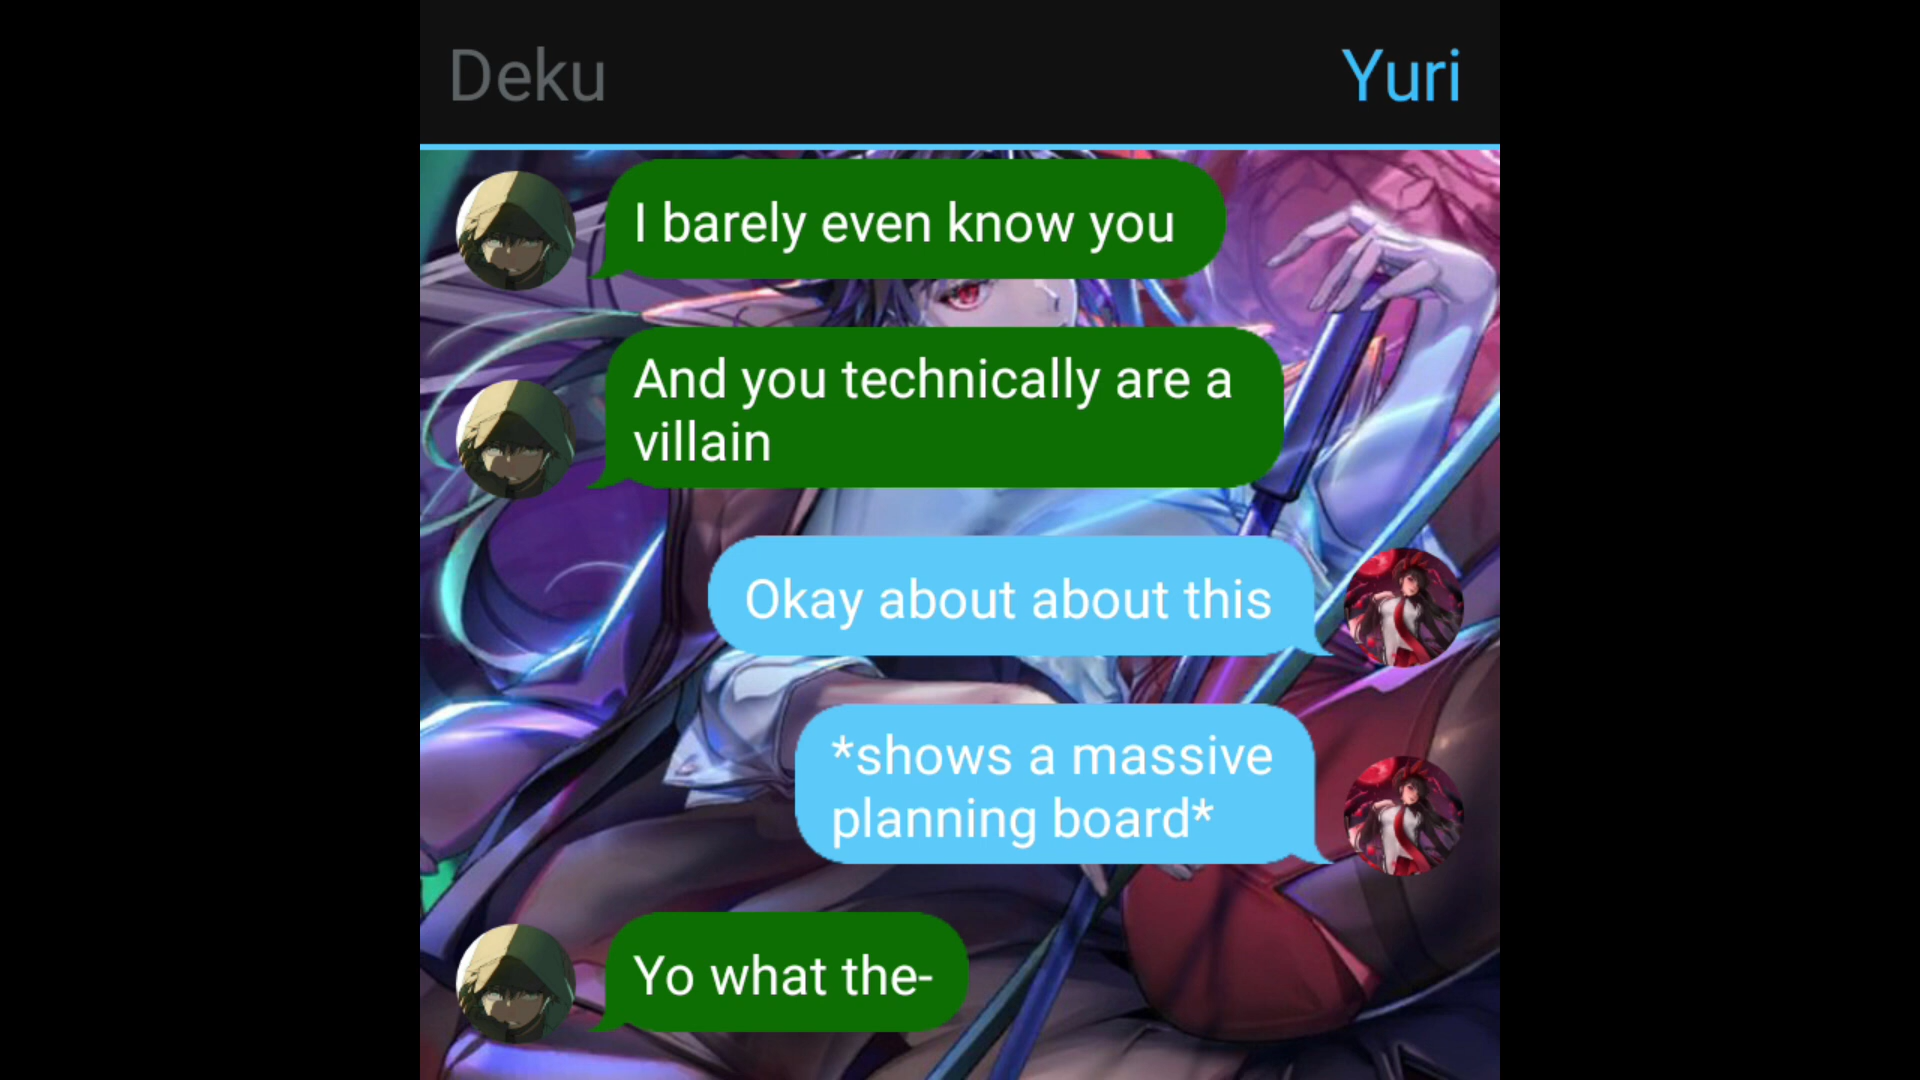 Deku
Yuri
I barely even know you
And you technically are a
villain
Okay about about this
*shows a massive
planning board*
Yo what the-